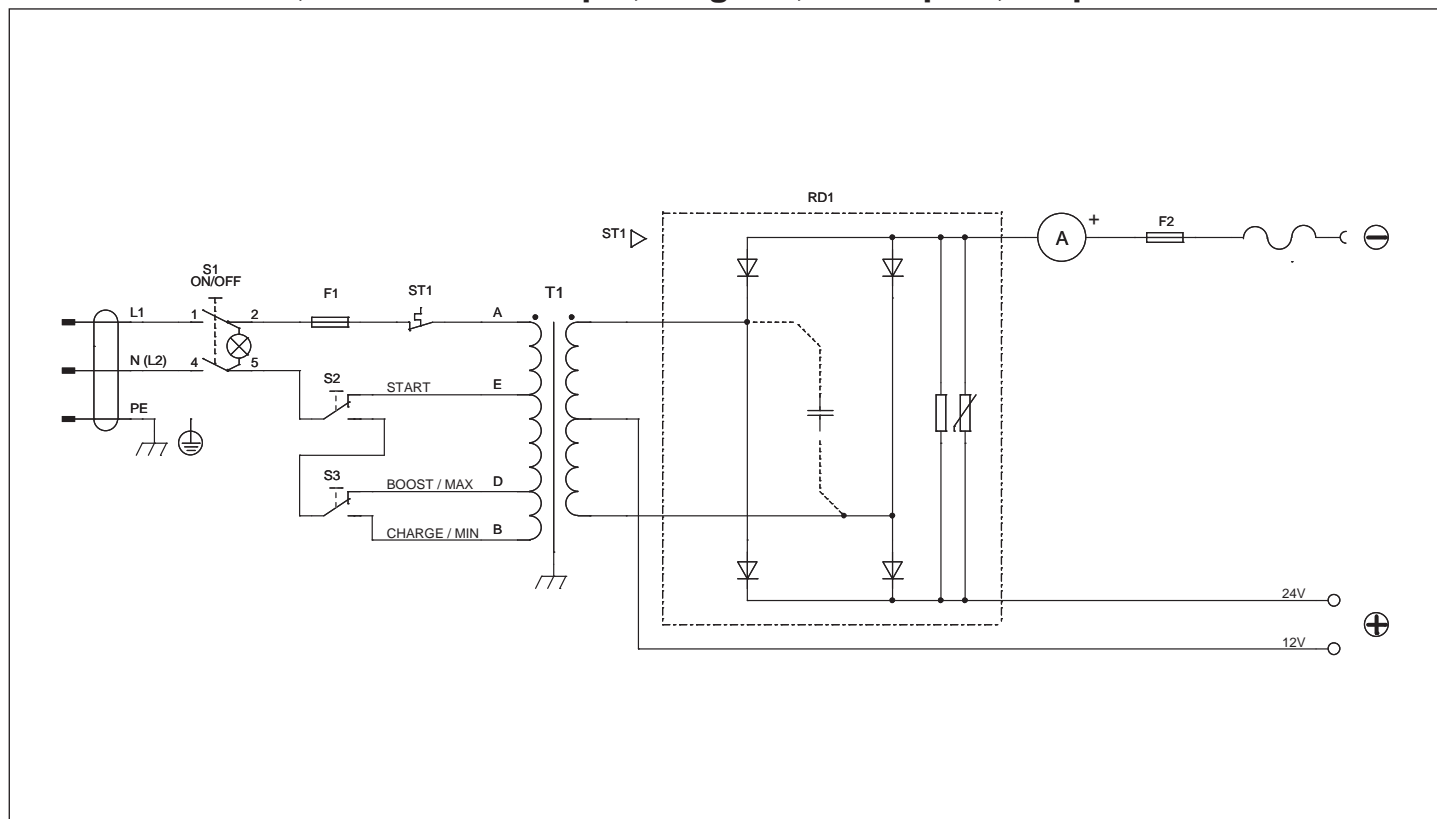 RD1
ST1
A
+
F2
S1
ON/OFF
F1
ST1
T1
L1
1
2
A
N (L2)
4
5
S2
START
E
PE
S3
BOOST / MAX
D
CHARGE / MIN
B
24V
12V